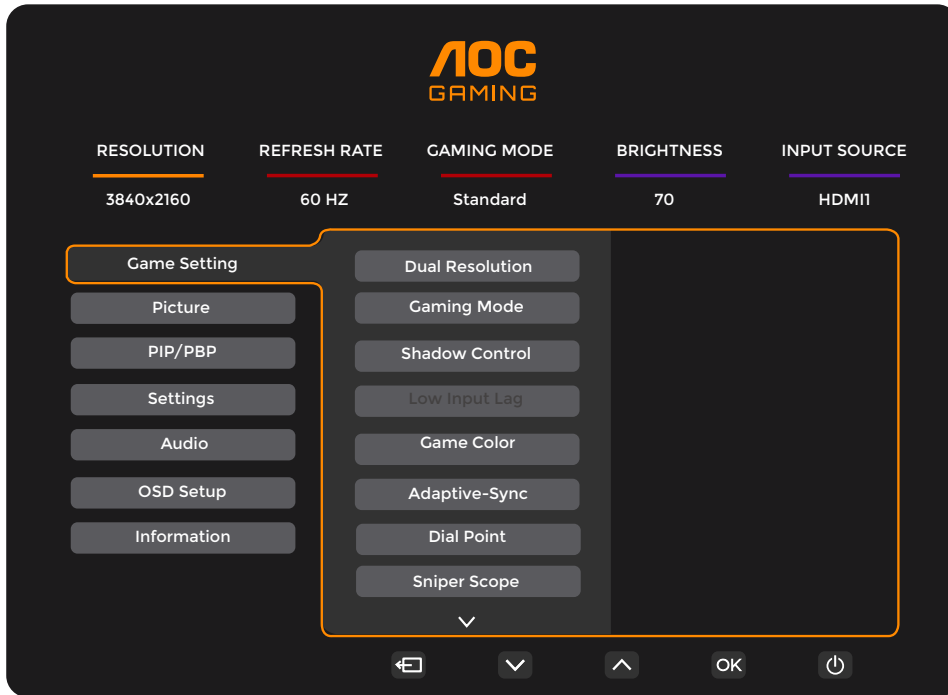 AOC
GAMING
RESOLUTION REFRESH RATE GAMING MODE BRIGHTNESS INPUT SOURCE
3840x2160 60 HZ Standard 70 HDMI1
Game Setting
Picture
PIP/PBP
Settings
Audio
OSD Setup
Information
Dual Resolution
Gaming Mode
Shadow Control
Low Input Lag
Game Color
Adaptive-Sync
Dial Point
Sniper Scope
OK